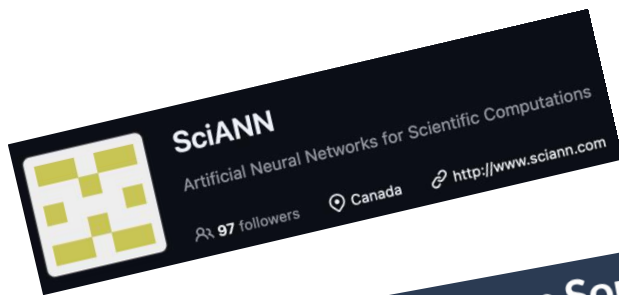 SciANN
Artificial Neural Networks for Scientific Computations
97 followers
Canada
http://www.sciann.com